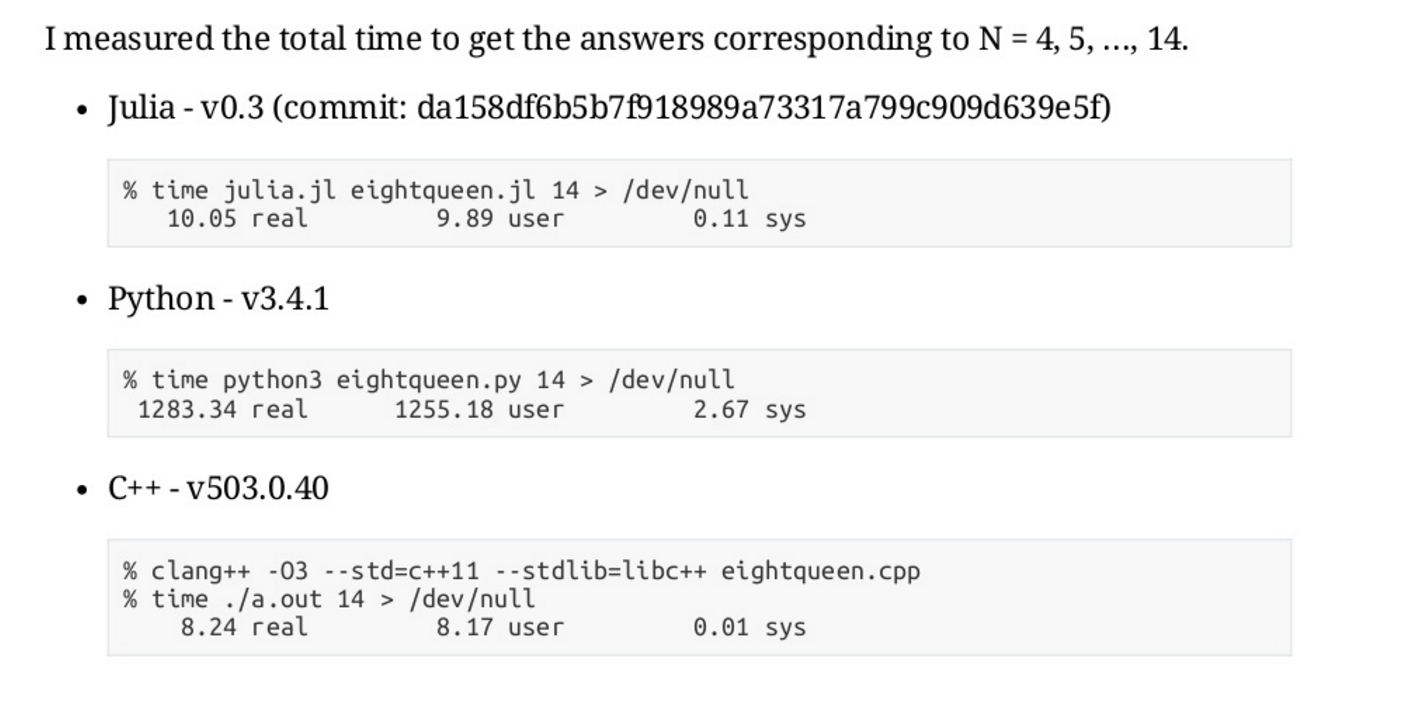 I measured the total time to get the answers corresponding to N = 4, 5, ..., 14.
• Julia - v0.3 (commit: da158df6b5b7f918989a73317a799c909d639e5f)
% time julia.jl eightqueen.jl 14 > /dev/null
10.05 real 9.89 user 0.11 sys
• Python - v3.4.1
% time python3 eightqueen.py 14 > /dev/null
1283.34 real 1255.18 user 2.67 sys
• C++ - v503.0.40
% clang++ -O3 --std=c++11 --stdlib=libc++ eightqueen.cpp
% time ./a.out 14 > /dev/null
8.24 real 8.17 user 0.01 sys